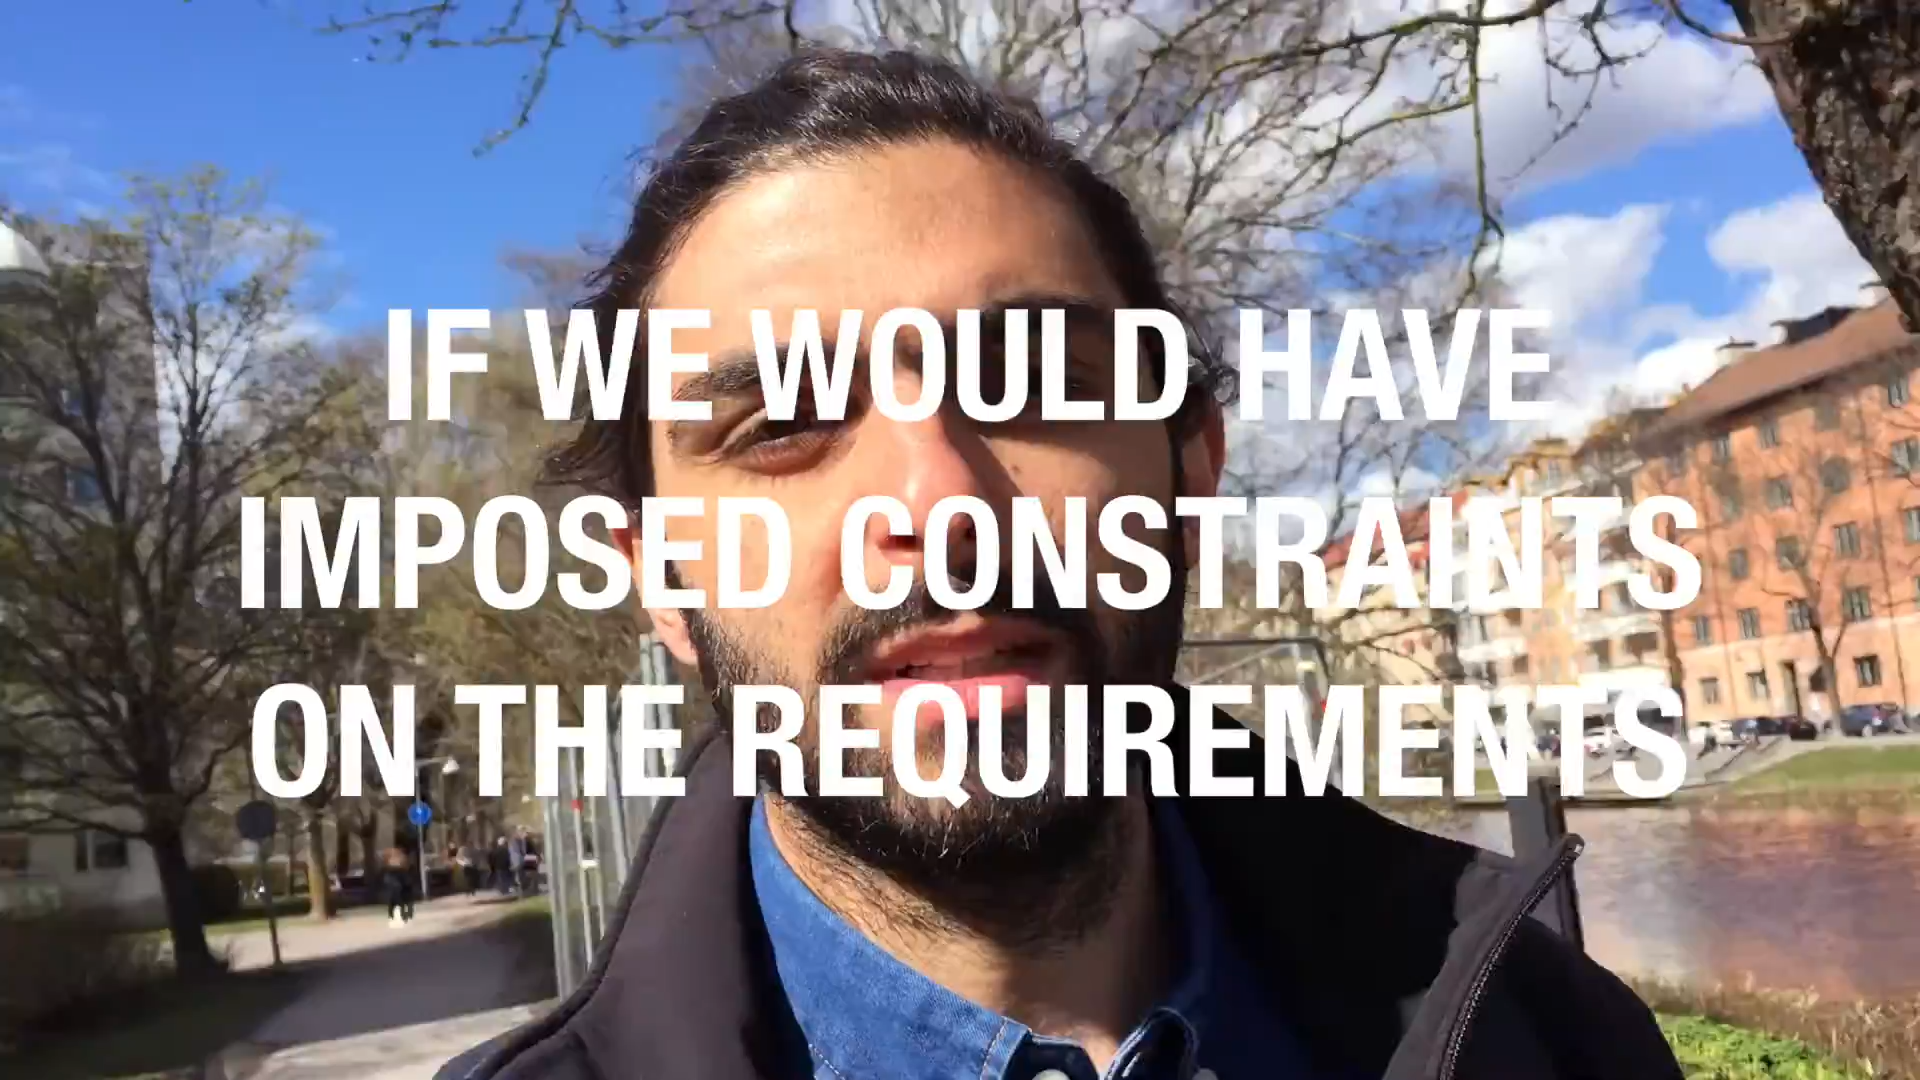 IF WE WOULD HAVE
IMPOSED CONSTRAINTS
ON THE REQUIREMENTS